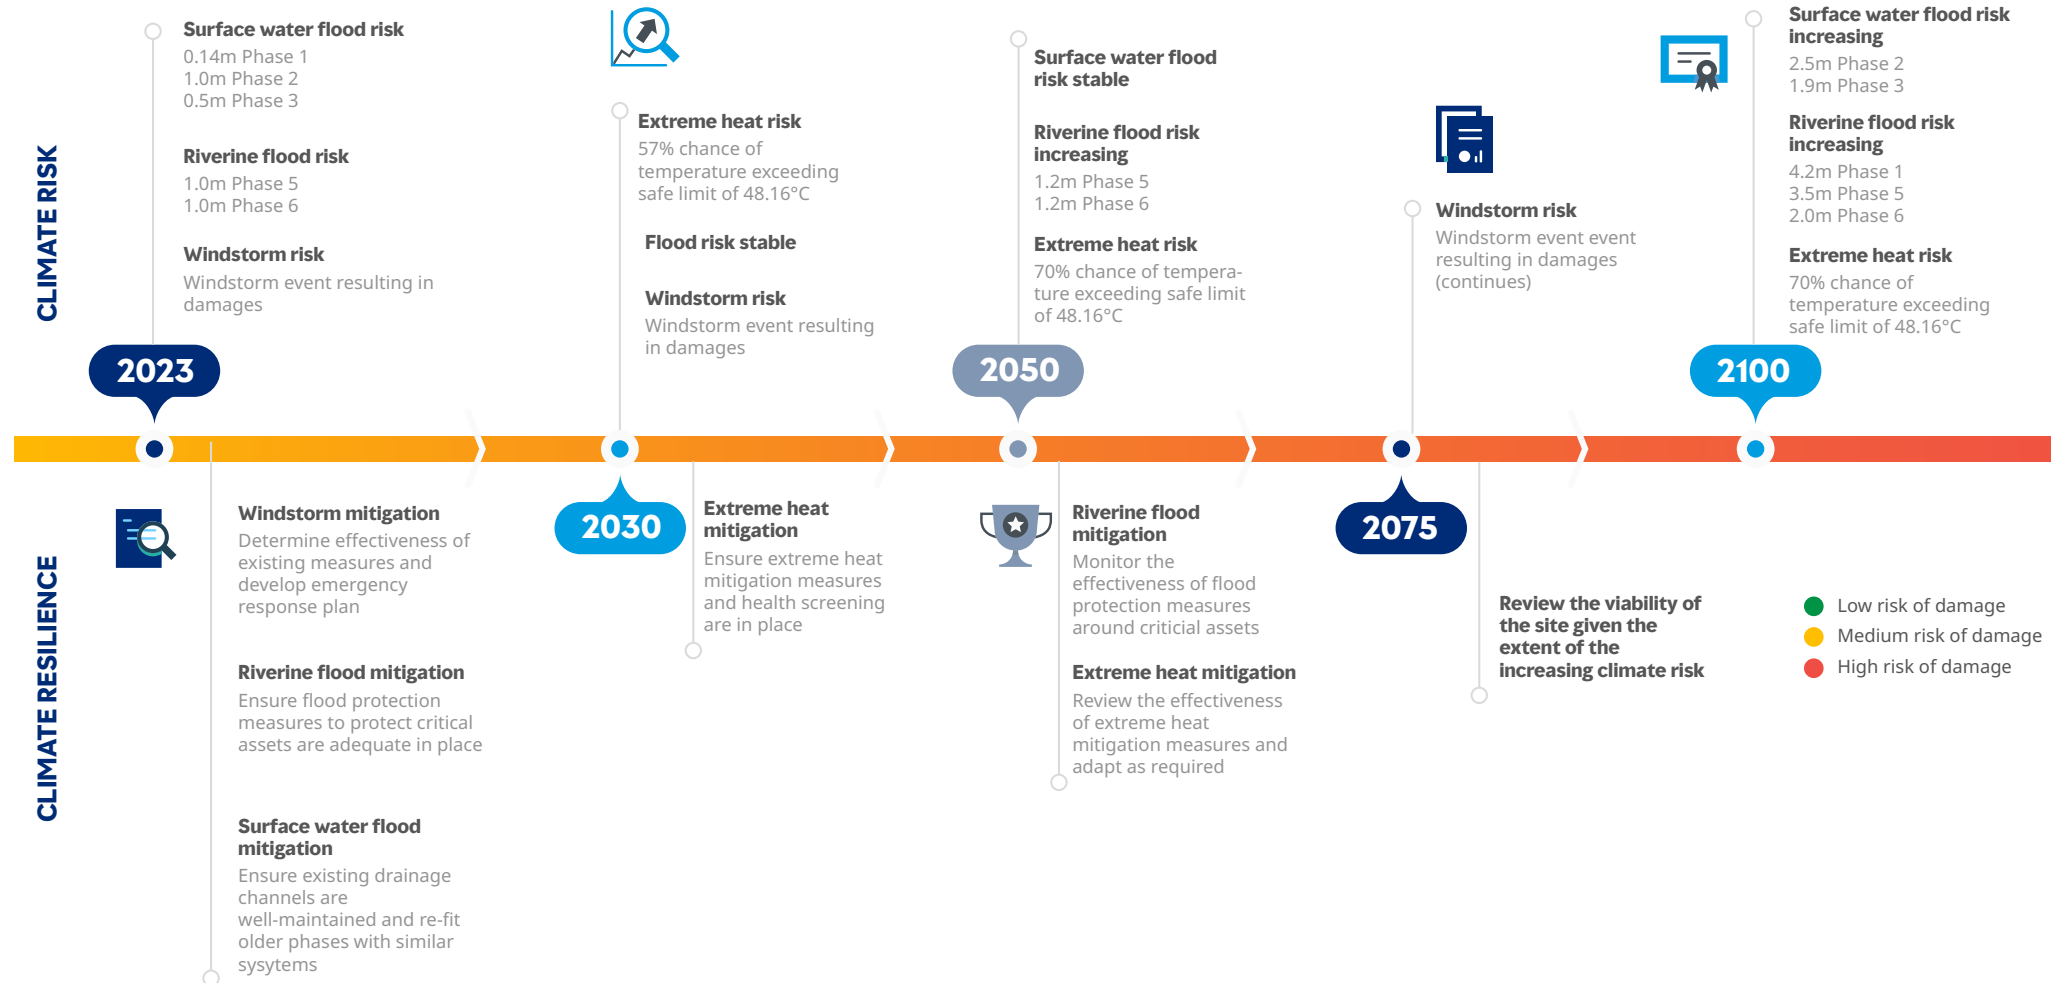 CLIMATE RISK
Surface water flood risk
0.14m Phase 1
1.0m Phase 2
0.5m Phase 3
Riverine flood risk
1.0m Phase 5
1.0m Phase 6
Windstorm risk
Windstorm event resulting in
damages
2023
Extreme heat risk
57% chance of
temperature exceeding
safe limit of 48.16°C
Flood risk stable
Windstorm risk
Windstorm event resulting
in damages
Surface water flood
risk stable
Riverine flood risk
increasing
1.2m Phase 5
1.2m Phase 6
Extreme heat risk
70% chance of tempera-
ture exceeding safe limit
of 48.16°C
2050
Windstorm risk
Windstorm event event
resulting in damages
(continues)
Surface water flood risk
increasing
2.5m Phase 2
1.9m Phase 3
Riverine flood risk
increasing
4.2m Phase 1
3.5m Phase 5
2.0m Phase 6
Extreme heat risk
70% chance of
temperature exceeding
safe limit of 48.16°C
2100
CLIMATE RESILIENCE
Windstorm mitigation
Determine effectiveness of
existing measures and
develop emergency
response plan
Riverine flood mitigation
Ensure flood protection
measures to protect critical
assets are adequate in place
Surface water flood
mitigation
Ensure existing drainage
channels are
well-maintained and re-fit
older phases with similar
sysytems
2030
Extreme heat
mitigation
Ensure extreme heat
mitigation measures
and health screening
are in place
Riverine flood
mitigation
Monitor the
effectiveness of flood
protection measures
around criticial assets
Extreme heat mitigation
Review the effectiveness
of extreme heat
mitigation measures and
adapt as required
2075
Review the viability of
the site given the
extent of the
increasing climate risk
Low risk of damage
Medium risk of damage
High risk of damage